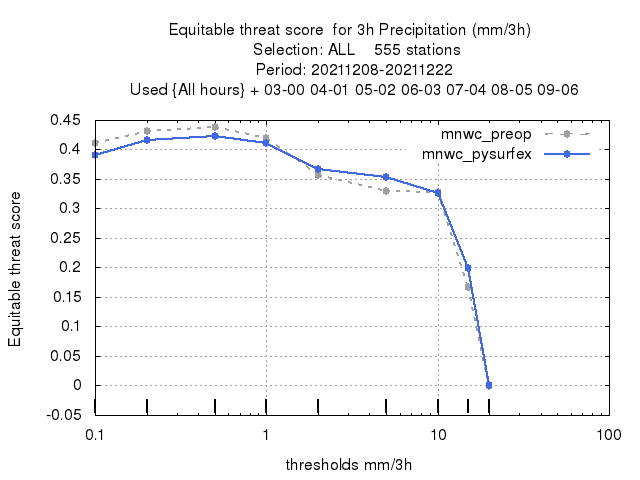 Equitable threat score  for 3h Precipitation (mm/3h)
Selection: ALL    555 stations
Period: 20211208-20211222
Used {All hours} + 03-00 04-01 05-02 06-03 07-04 08-05 09-06
mnwc_preop
mnwc_pysurfex
Equitable threat score
0.45
0.4
0.35
0.3
0.25
0.2
0.15
0.1
0.05
0
-0.05
0.1 1 10 100
thresholds mm/3h